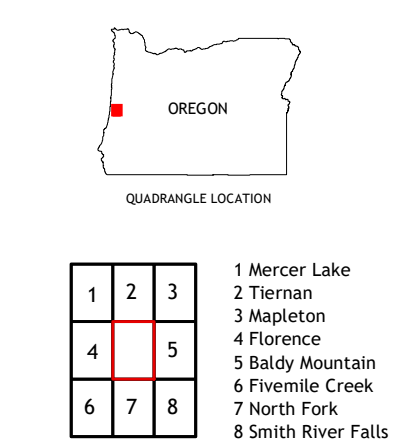 OREGON
QUADRANGLE LOCATION
1 2 3
4 5
6 7 8
1 Mercer Lake
2 Tiernan
3 Mapleton
4 Florence
5 Baldy Mountain
6 Fivemile Creek
7 North Fork
8 Smith River Falls